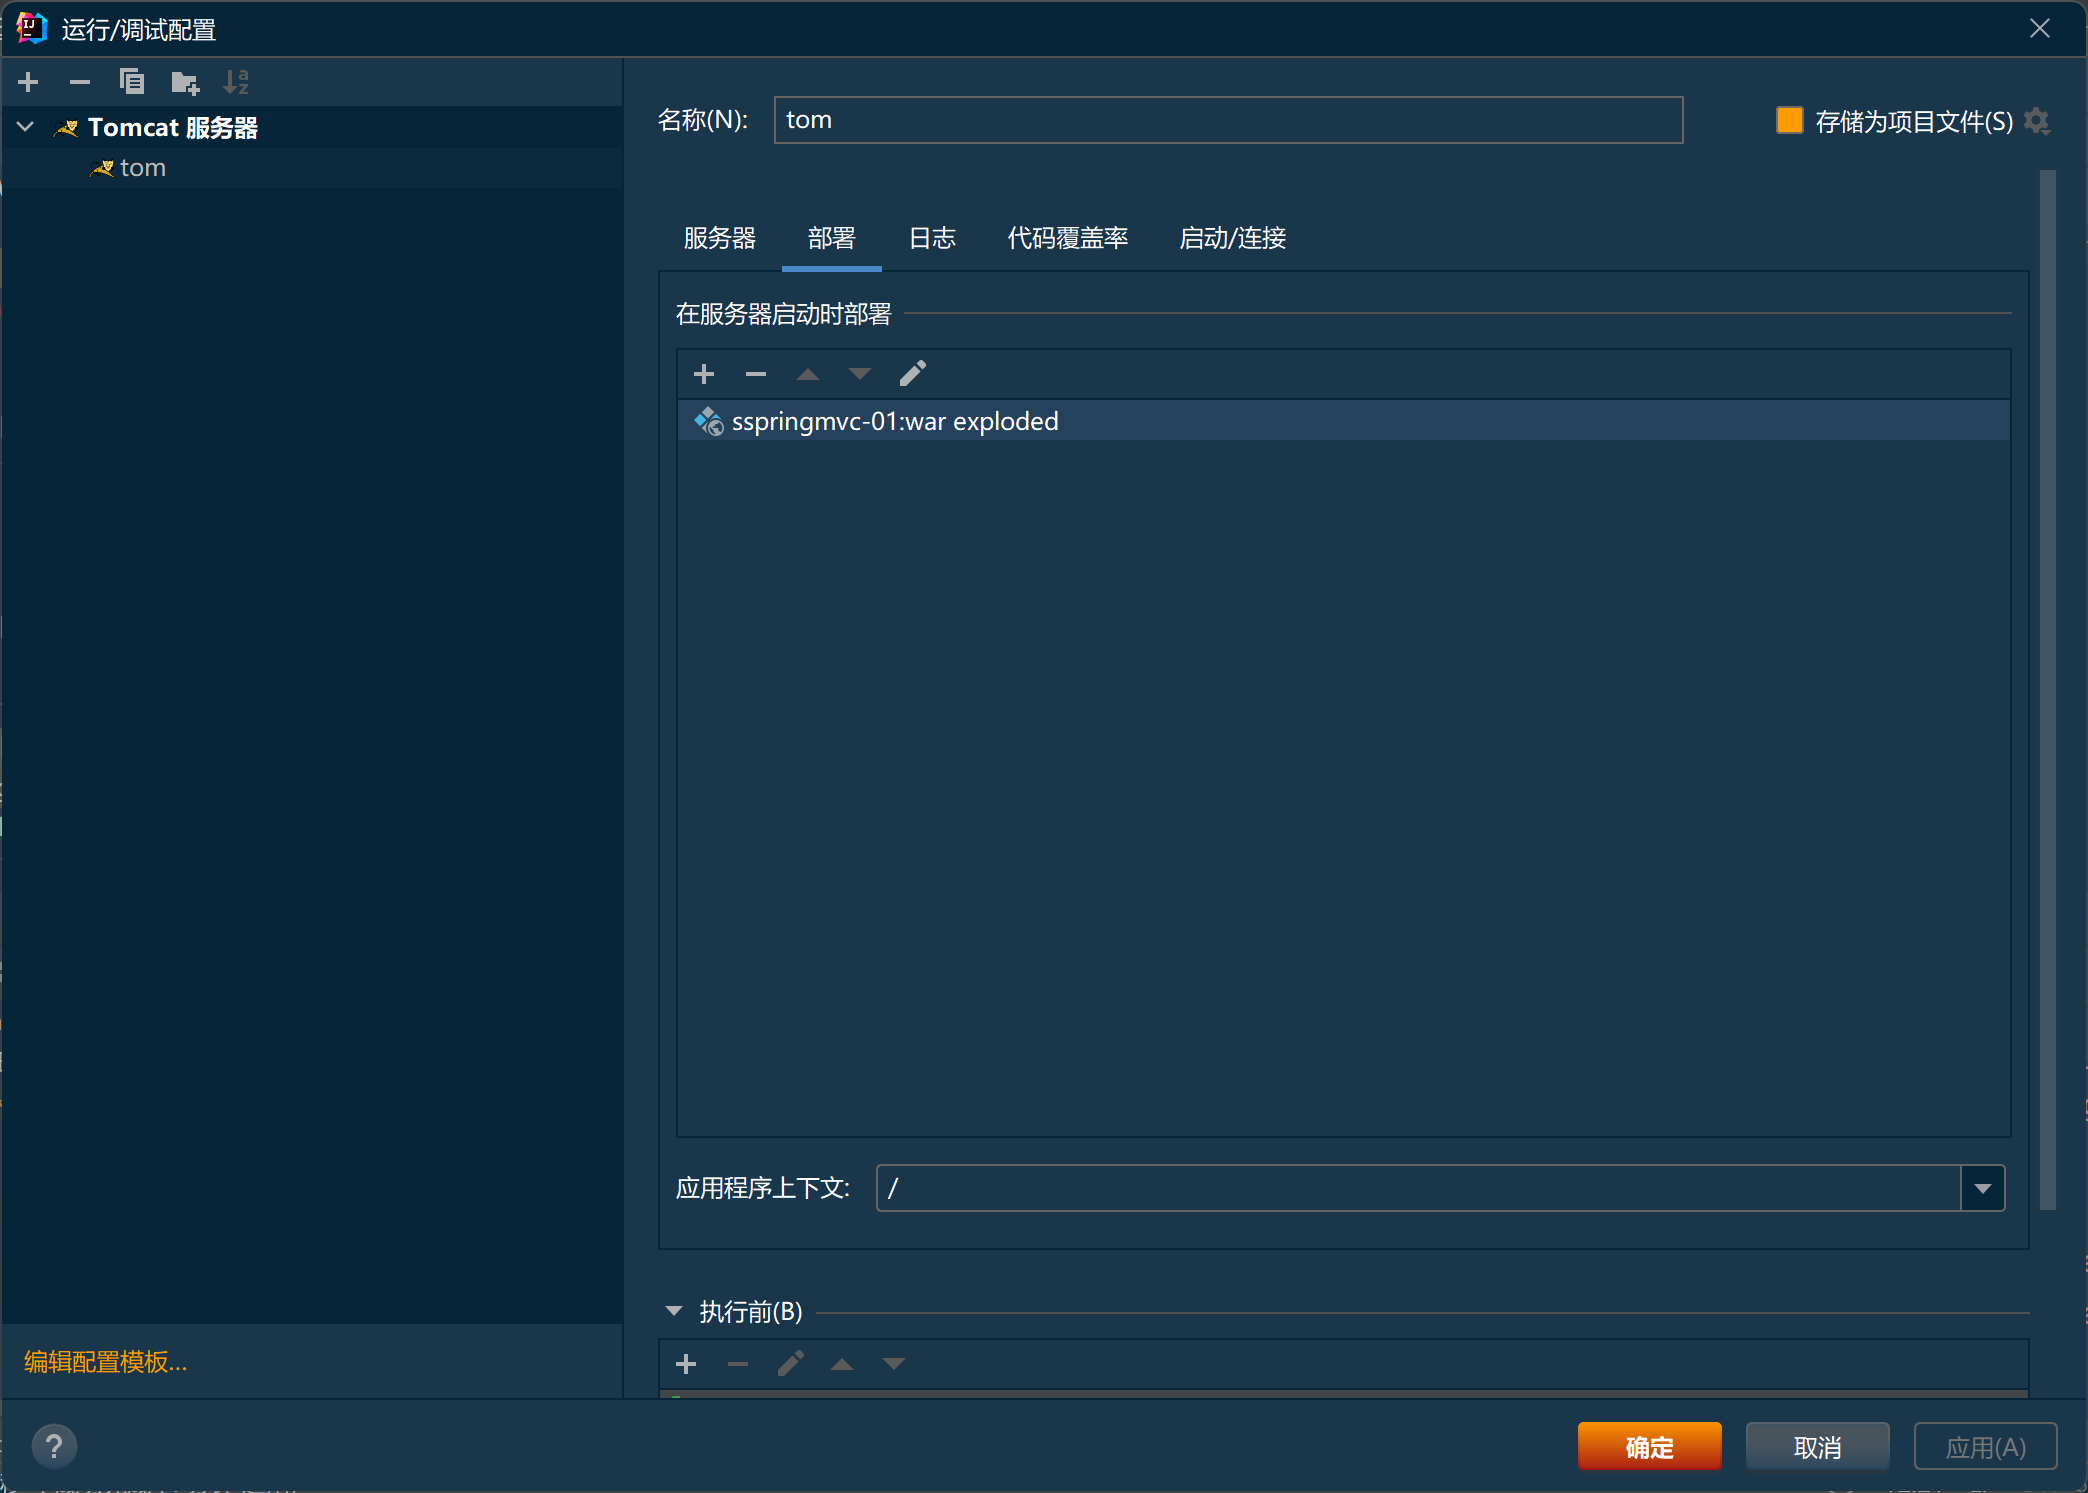 运行/调试配置
Tomcat 服务器
tom
编辑配置模板...
名称(N): tom 存储为项目文件(S)
服务器 部署 日志 代码覆盖率 启动/连接
在服务器启动时部署
sspringmvc-01:war exploded
应用程序上下文: /
执行前(B)
? 确定 取消 应用(A)